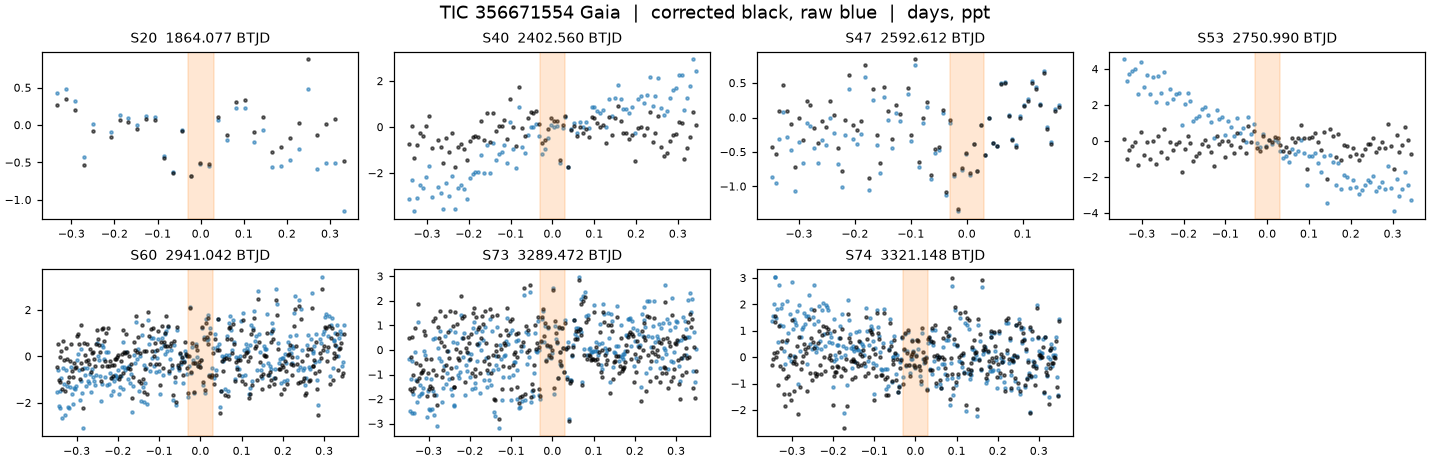 TIC 356671554 Gaia | corrected black, raw blue | days, ppt
S20 1864.077 BTJD
S40 2402.560 BTJD
S47 2592.612 BTJD
S53 2750.990 BTJD
0.5
0.0
−0.5
−1.0
−0.3 −0.2 −0.1 0.0 0.1 0.2 0.3
2
0
−2
−0.3 −0.2 −0.1 0.0 0.1 0.2 0.3
0.5
0.0
−0.5
−1.0
−0.3 −0.2 −0.1 0.0 0.1
4
2
0
−2
−4
−0.3 −0.2 −0.1 0.0 0.1 0.2 0.3
S60 2941.042 BTJD
S73 3289.472 BTJD
S74 3321.148 BTJD
2
0
−2
−0.3 −0.2 −0.1 0.0 0.1 0.2 0.3
3
2
1
0
−1
−2
−3
−0.3 −0.2 −0.1 0.0 0.1 0.2 0.3
3
2
1
0
−1
−2
−0.3 −0.2 −0.1 0.0 0.1 0.2 0.3